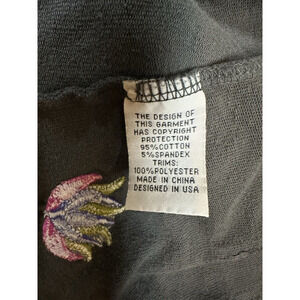 THE DESIGN OF
THIS GARMENT
HAS COPYRIGHT
PROTECTION
95%COTTON
5%SPANDEX
TRIMS:
100%POLYESTER
MADE IN CHINA
DESIGNED IN USA